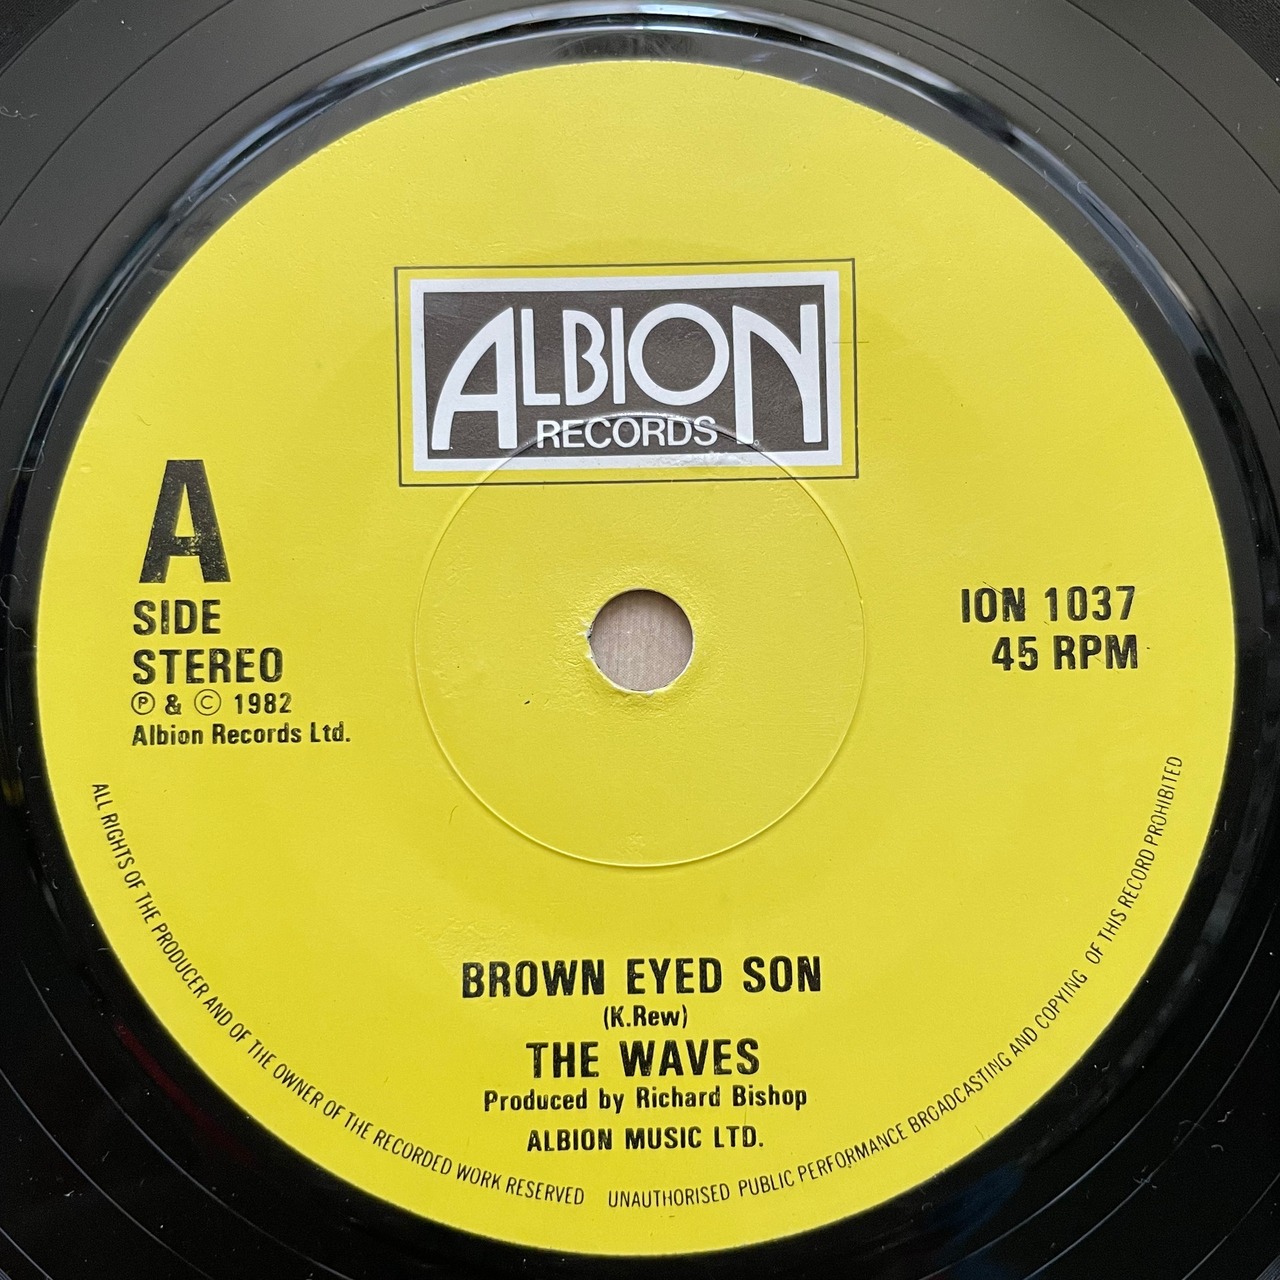 ALBION
RECORDS
A
SIDE
STEREO
Ⓟ & © 1982
Albion Records Ltd.
ION 1037
45 RPM
BROWN EYED SON
(K.Rew)
THE WAVES
Produced by Richard Bishop
ALBION MUSIC LTD.
ALL RIGHTS OF THE PRODUCER AND OF THE OWNER OF THE RECORDED WORK RESERVED UNAUTHORISED PUBLIC PERFORMANCE BROADCASTING AND COPYING OF THIS RECORD PROHIBITED